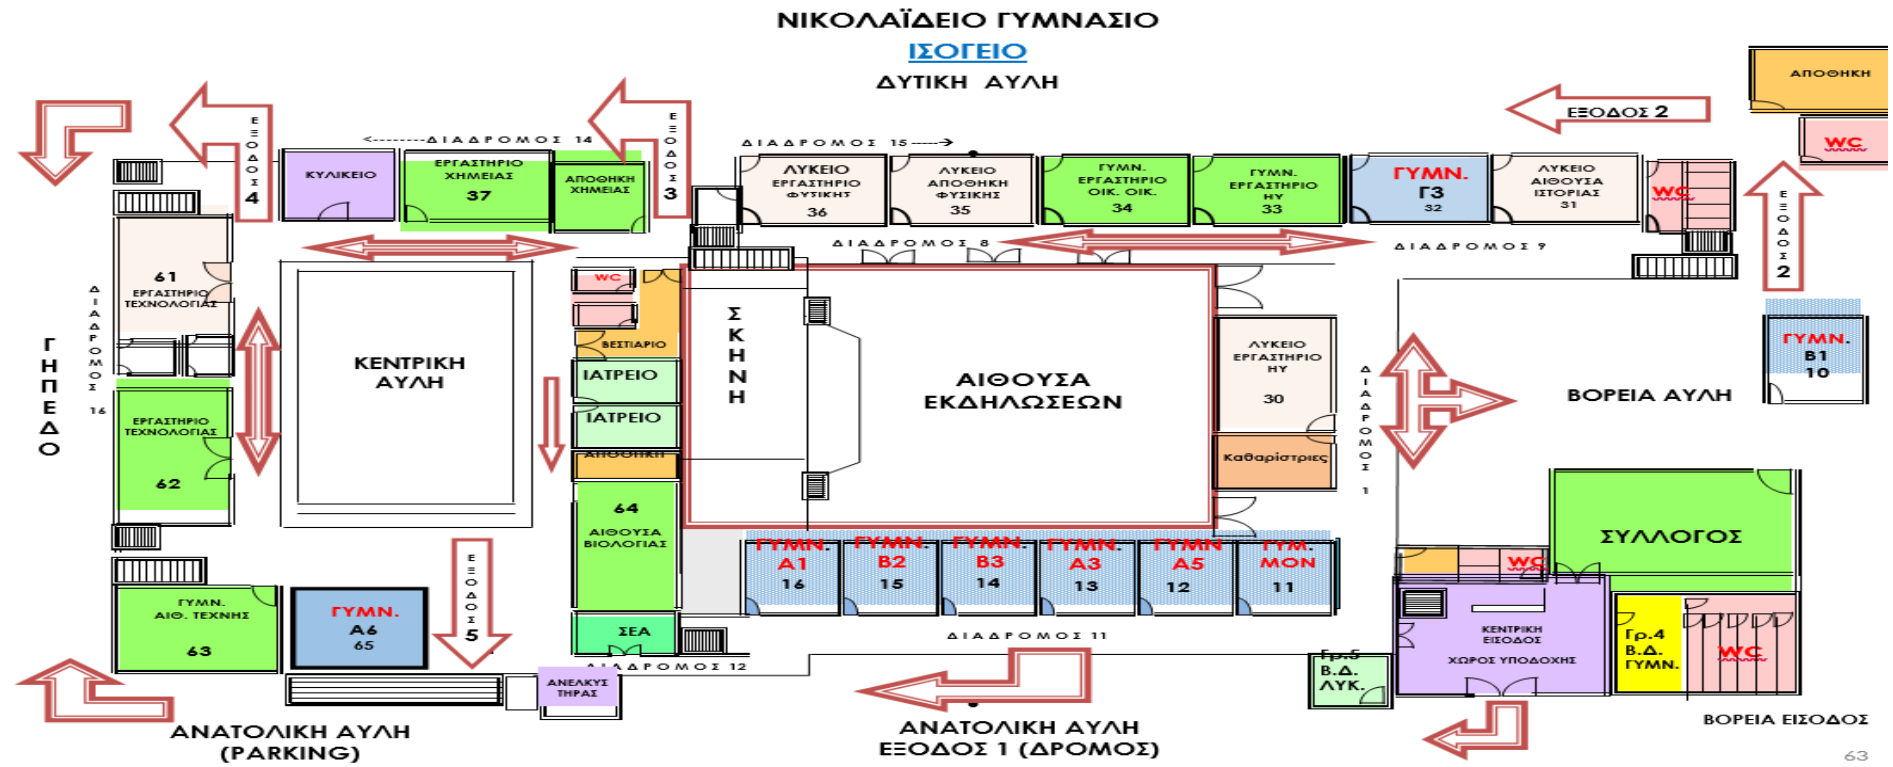 ΝΙΚΟΛΑΪΔΕΙΟ ΓΥΜΝΑΣΙΟ
ΙΣΟΓΕΙΟ
ΔΥΤΙΚΗ ΑΥΛΗ
ΑΠΟΘΗΚΗ
WC
ΕΞΟΔΟΣ 2
ΕΞΟΔΟΣ 4
<--------ΔΙΑΔΡΟΜΟΣ 14
ΕΞΟΔΟΣ 3
ΔΙΑΔΡΟΜΟΣ 15----->
ΚΥΛΙΚΕΙΟ
ΕΡΓΑΣΤΗΡΙΟ
ΧΗΜΕΙΑΣ
37
ΑΠΟΘΗΚΗ
ΧΗΜΕΙΑΣ
ΛΥΚΕΙΟ
ΕΡΓΑΣΤΗΡΙΟ
ΦΥΣΙΚΗΣ
36
ΛΥΚΕΙΟ
ΑΠΟΘΗΚΗ
ΦΥΣΙΚΗΣ
35
ΓΥΜΝ.
ΕΡΓΑΣΤΗΡΙΟ
ΟΙΚ. ΟΙΚ.
34
ΓΥΜΝ.
ΕΡΓΑΣΤΗΡΙΟ
ΗΥ
33
ΓΥΜΝ.
Γ3
32
ΛΥΚΕΙΟ
ΑΙΘΟΥΣΑ
ΙΣΤΟΡΙΑΣ
31
WC
ΕΞΟΔΟΣ 2
ΔΙΑΔΡΟΜΟΣ 8
ΔΙΑΔΡΟΜΟΣ 9
61
ΕΡΓΑΣΤΗΡΙΟ
ΤΕΧΝΟΛΟΓΙΑΣ
ΔΙΑΔΡΟΜΟΣ 16
ΓΗΠΕΔΟ
ΚΕΝΤΡΙΚΗ
ΑΥΛΗ
WC
ΒΕΣΤΙΑΡΙΟ
ΙΑΤΡΕΙΟ
ΙΑΤΡΕΙΟ
ΑΠΟΘΗΚΗ
ΣΚΗΝΗ
ΑΙΘΟΥΣΑ
ΕΚΔΗΛΩΣΕΩΝ
ΛΥΚΕΙΟ
ΕΡΓΑΣΤΗΡΙΟ
ΗΥ
30
Καθαρίστριες
ΔΙΑΔΡΟΜΟΣ 1
ΒΟΡΕΙΑ ΑΥΛΗ
ΓΥΜΝ.
Β1
10
ΕΡΓΑΣΤΗΡΙΟ
ΤΕΧΝΟΛΟΓΙΑΣ
62
64
ΑΙΘΟΥΣΑ
ΒΙΟΛΟΓΙΑΣ
ΓΥΜΝ.
Α1
16
ΓΥΜΝ.
Β2
15
ΓΥΜΝ.
Β3
14
ΓΥΜΝ.
Α3
13
ΓΥΜΝ
Α5
12
ΓΥΜ.
ΜΟΝ
11
ΣΥΛΛΟΓΟΣ
WC
ΕΞΟΔΟΣ 5
ΓΥΜΝ.
ΑΙΘ. ΤΕΧΝΗΣ
63
ΓΥΜΝ.
Α6
65
ΣΕΑ
ΔΙΑΔΡΟΜΟΣ 11
ΔΙΑΔΡΟΜΟΣ 12
ΚΕΝΤΡΙΚΗ
ΕΙΣΟΔΟΣ
ΧΩΡΟΣ ΥΠΟΔΟΧΗΣ
Γρ.4
Β.Δ.
ΓΥΜΝ.
WC
Γρ.5
Β.Δ.
ΛΥΚ.
ΑΝΕΛΚΥΣ
ΤΗΡΑΣ
ΑΝΑΤΟΛΙΚΗ ΑΥΛΗ
(PARKING)
ΑΝΑΤΟΛΙΚΗ ΑΥΛΗ
ΕΞΟΔΟΣ 1 (ΔΡΟΜΟΣ)
ΒΟΡΕΙΑ ΕΙΣΟΔΟΣ
63